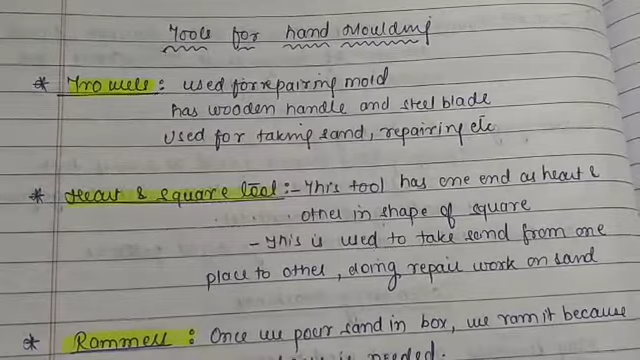 Tools for hand moulding
* Trowels: used for repairing mold
has wooden handle and steel blade
Used for taking sand, repairing etc
* Heart & square tool :- This tool has one end as heart &
other in shape of square
- This is used to take sand from one
place to other, doing repair work on sand
* Rammers: Once we pour sand in box, we ram it because
is needed.